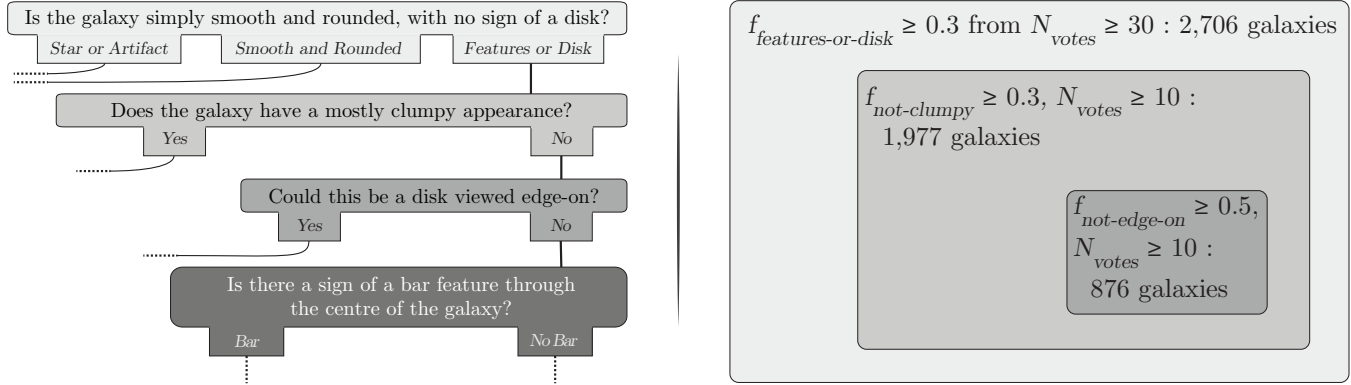 Is the galaxy simply smooth and rounded, with no sign of a disk?
Star or Artifact
Smooth and Rounded
Features or Disk
Does the galaxy have a mostly clumpy appearance?
Yes
No
Could this be a disk viewed edge-on?
Yes
No
Is there a sign of a bar feature through
the centre of the galaxy?
Bar
No Bar
f_features-or-disk ≥ 0.3 from N_votes ≥ 30 : 2,706 galaxies
f_not-clumpy ≥ 0.3, N_votes ≥ 10 :
1,977 galaxies
f_not-edge-on ≥ 0.5,
N_votes ≥ 10 :
876 galaxies